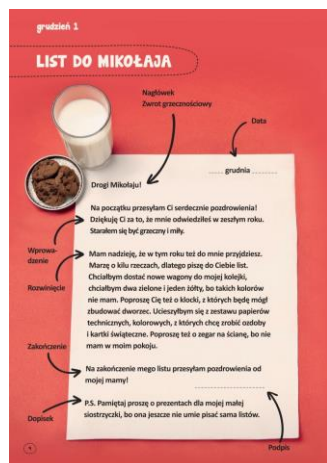 grudzień 1
LIST DO MIKOŁAJA
Nagłówek
Zwrot grzecznościowy
Data
grudnia
Drogi Mikołaju!
Na początku przesyłam Ci serdecznie pozdrowienia!
Dziękuję Ci za to, że mnie odwiedziłeś w zeszłym roku.
Starałem się być grzeczny i miły.
Wprowa-
dzenie
Mam nadzieję, że w tym roku też do mnie przyjdziesz.
Marzę o kilu rzeczach, dlatego piszę do Ciebie list.
Chciałbym dostać nowe wagony do mojej kolejki,
chciałbym dwa zielone i jeden żółty, bo takich kolorów
nie mam. Poproszę Cię też o klocki, z których będę mógł
zbudować dworzec. Ucieszyłbym się z zestawu papierów
technicznych, kolorowych, z których chcę zrobić ozdoby
i kartki świąteczne. Poproszę też o zegar na ścianę, bo nie
mam w moim pokoju.
Rozwinięcie
Zakończenie
Na zakończenie mego listu przesyłam pozdrowienia od
mojej mamy!
P.S. Pamiętaj proszę o prezentach dla mojej małej
siostrzyczki, bo ona jeszcze nie umie pisać sama listów.
Dopisek
Podpis